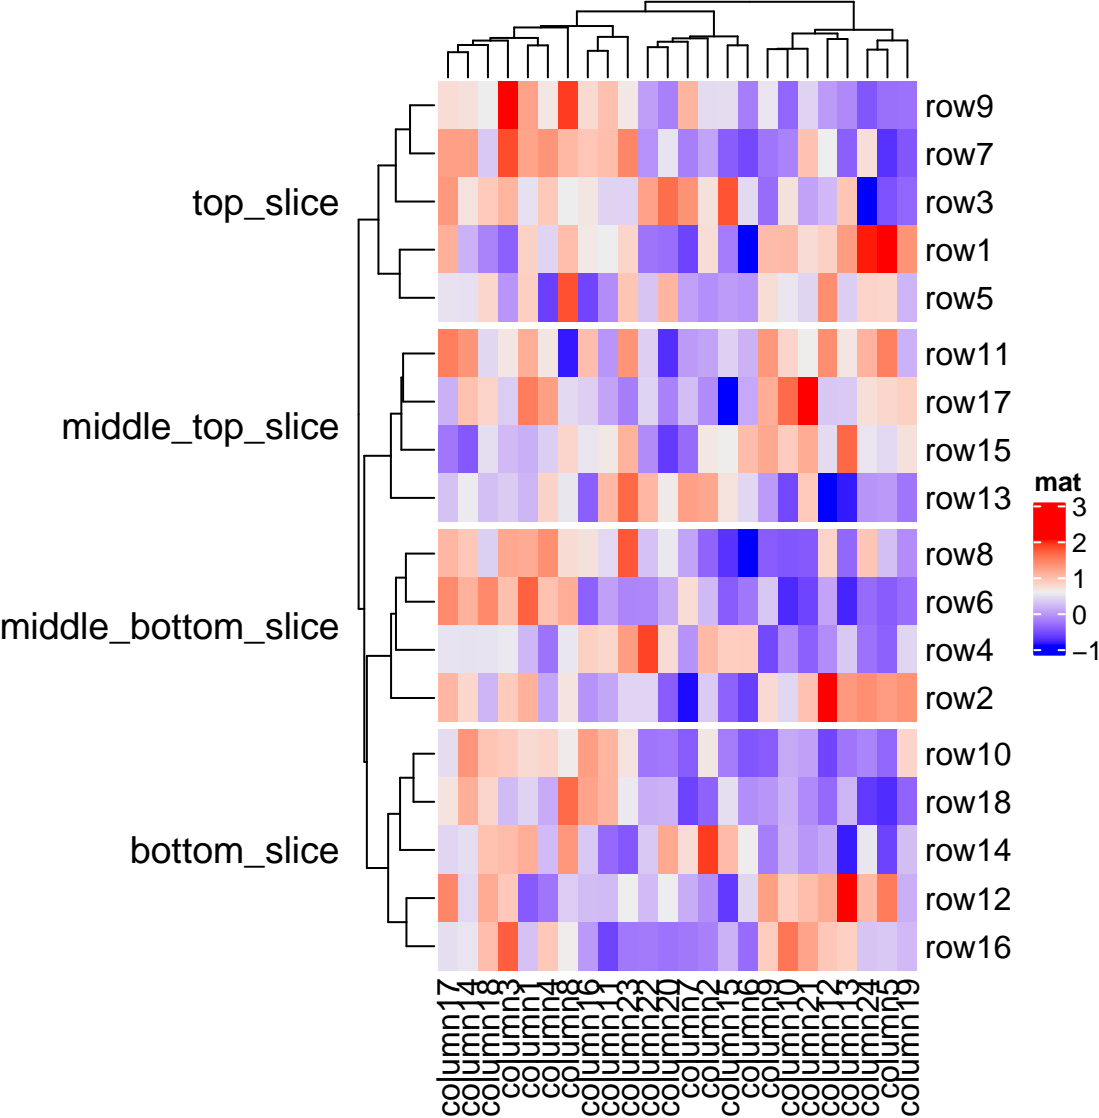 row9
row7
top_slice
row3
row1
row5
row11
middle_top_slice
row17
row15
row13
mat
3
2
1
0
−1
row8
middle_bottom_slice
row6
row4
row2
row10
row18
bottom_slice
row14
row12
row16
column17
column14
column18
column3
column1
column4
column8
column16
column11
column23
column22
column20
column7
column2
column15
column6
column9
column10
column21
column12
column13
column24
column5
column19